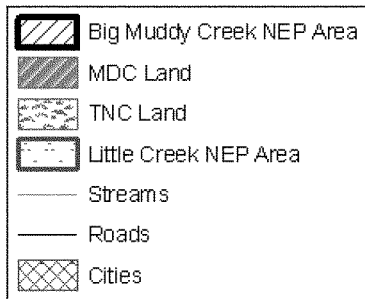 Big Muddy Creek NEP Area
MDC Land
TNC Land
Little Creek NEP Area
Streams
Roads
Cities